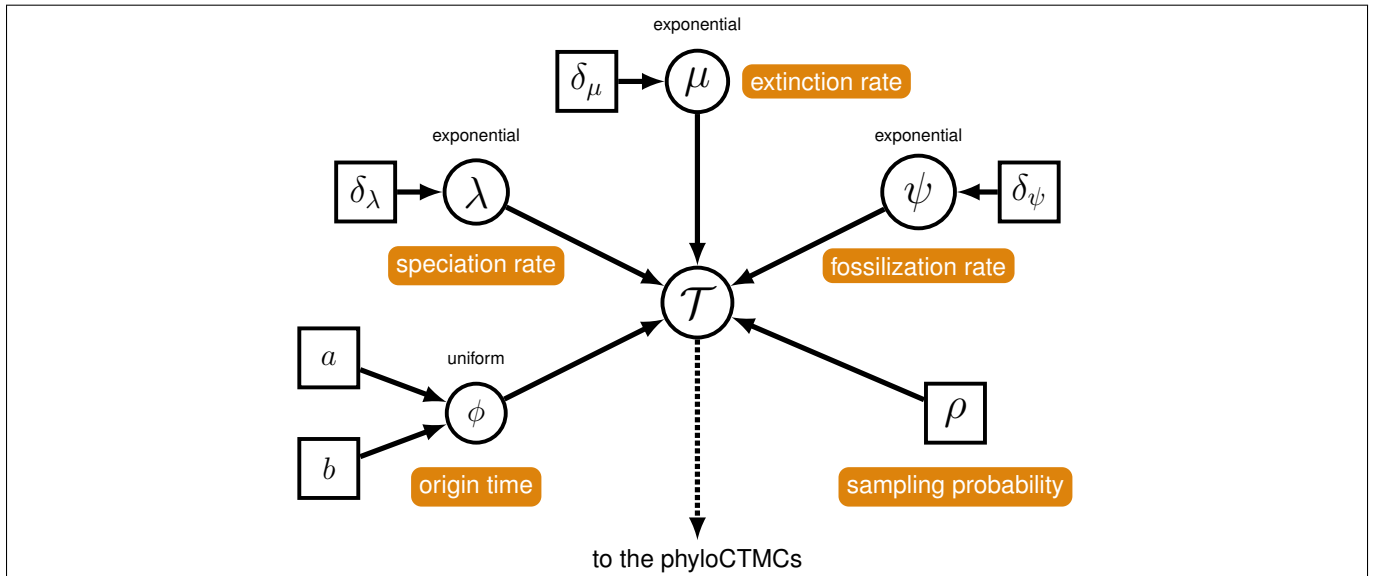 exponential
δ_μ
μ
extinction rate
exponential
exponential
δ_λ
λ
ψ
δ_ψ
speciation rate
fossilization rate
𝒯
a
uniform
ϕ
ρ
b
origin time
sampling probability
to the phyloCTMCs